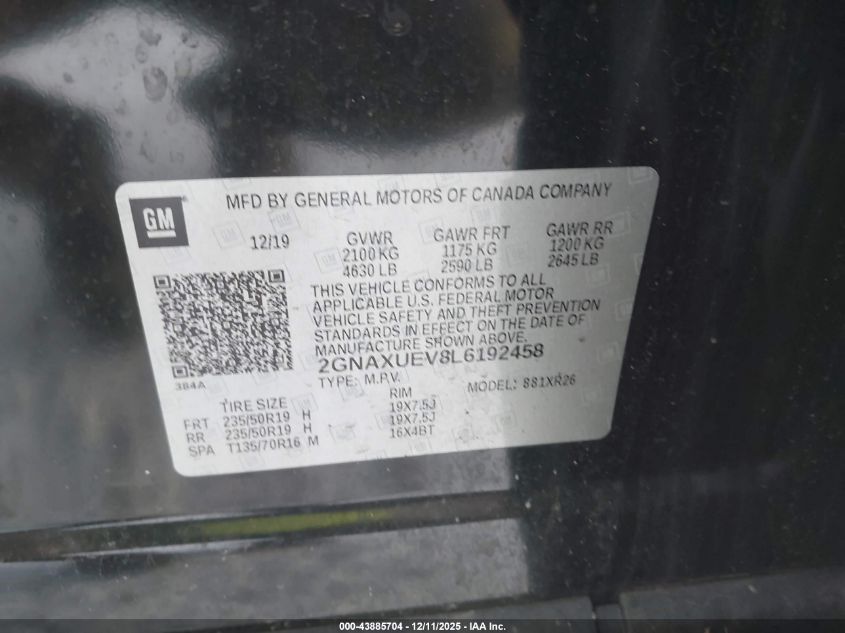 GM
MFD BY GENERAL MOTORS OF CANADA COMPANY
12/19
GVWR GAWR FRT GAWR RR
2100 KG 1175 KG 1200 KG
4630 LB 2590 LB 2645 LB
THIS VEHICLE CONFORMS TO ALL
APPLICABLE U.S. FEDERAL MOTOR
VEHICLE SAFETY AND THEFT PREVENTION
STANDARDS IN EFFECT ON THE DATE OF
MANUFACTURE SHOWN ABOVE.
2GNAXUEV8L6192458
384A
TYPE: M.P.V. MODEL: 881XR26
TIRE SIZE RIM
FRT 235/50R19 H 19X7.5J
RR 235/50R19 H 19X7.5J
SPA T135/70R16 M 16X4BT
000-43885704 - 12/11/2025 - IAA Inc.